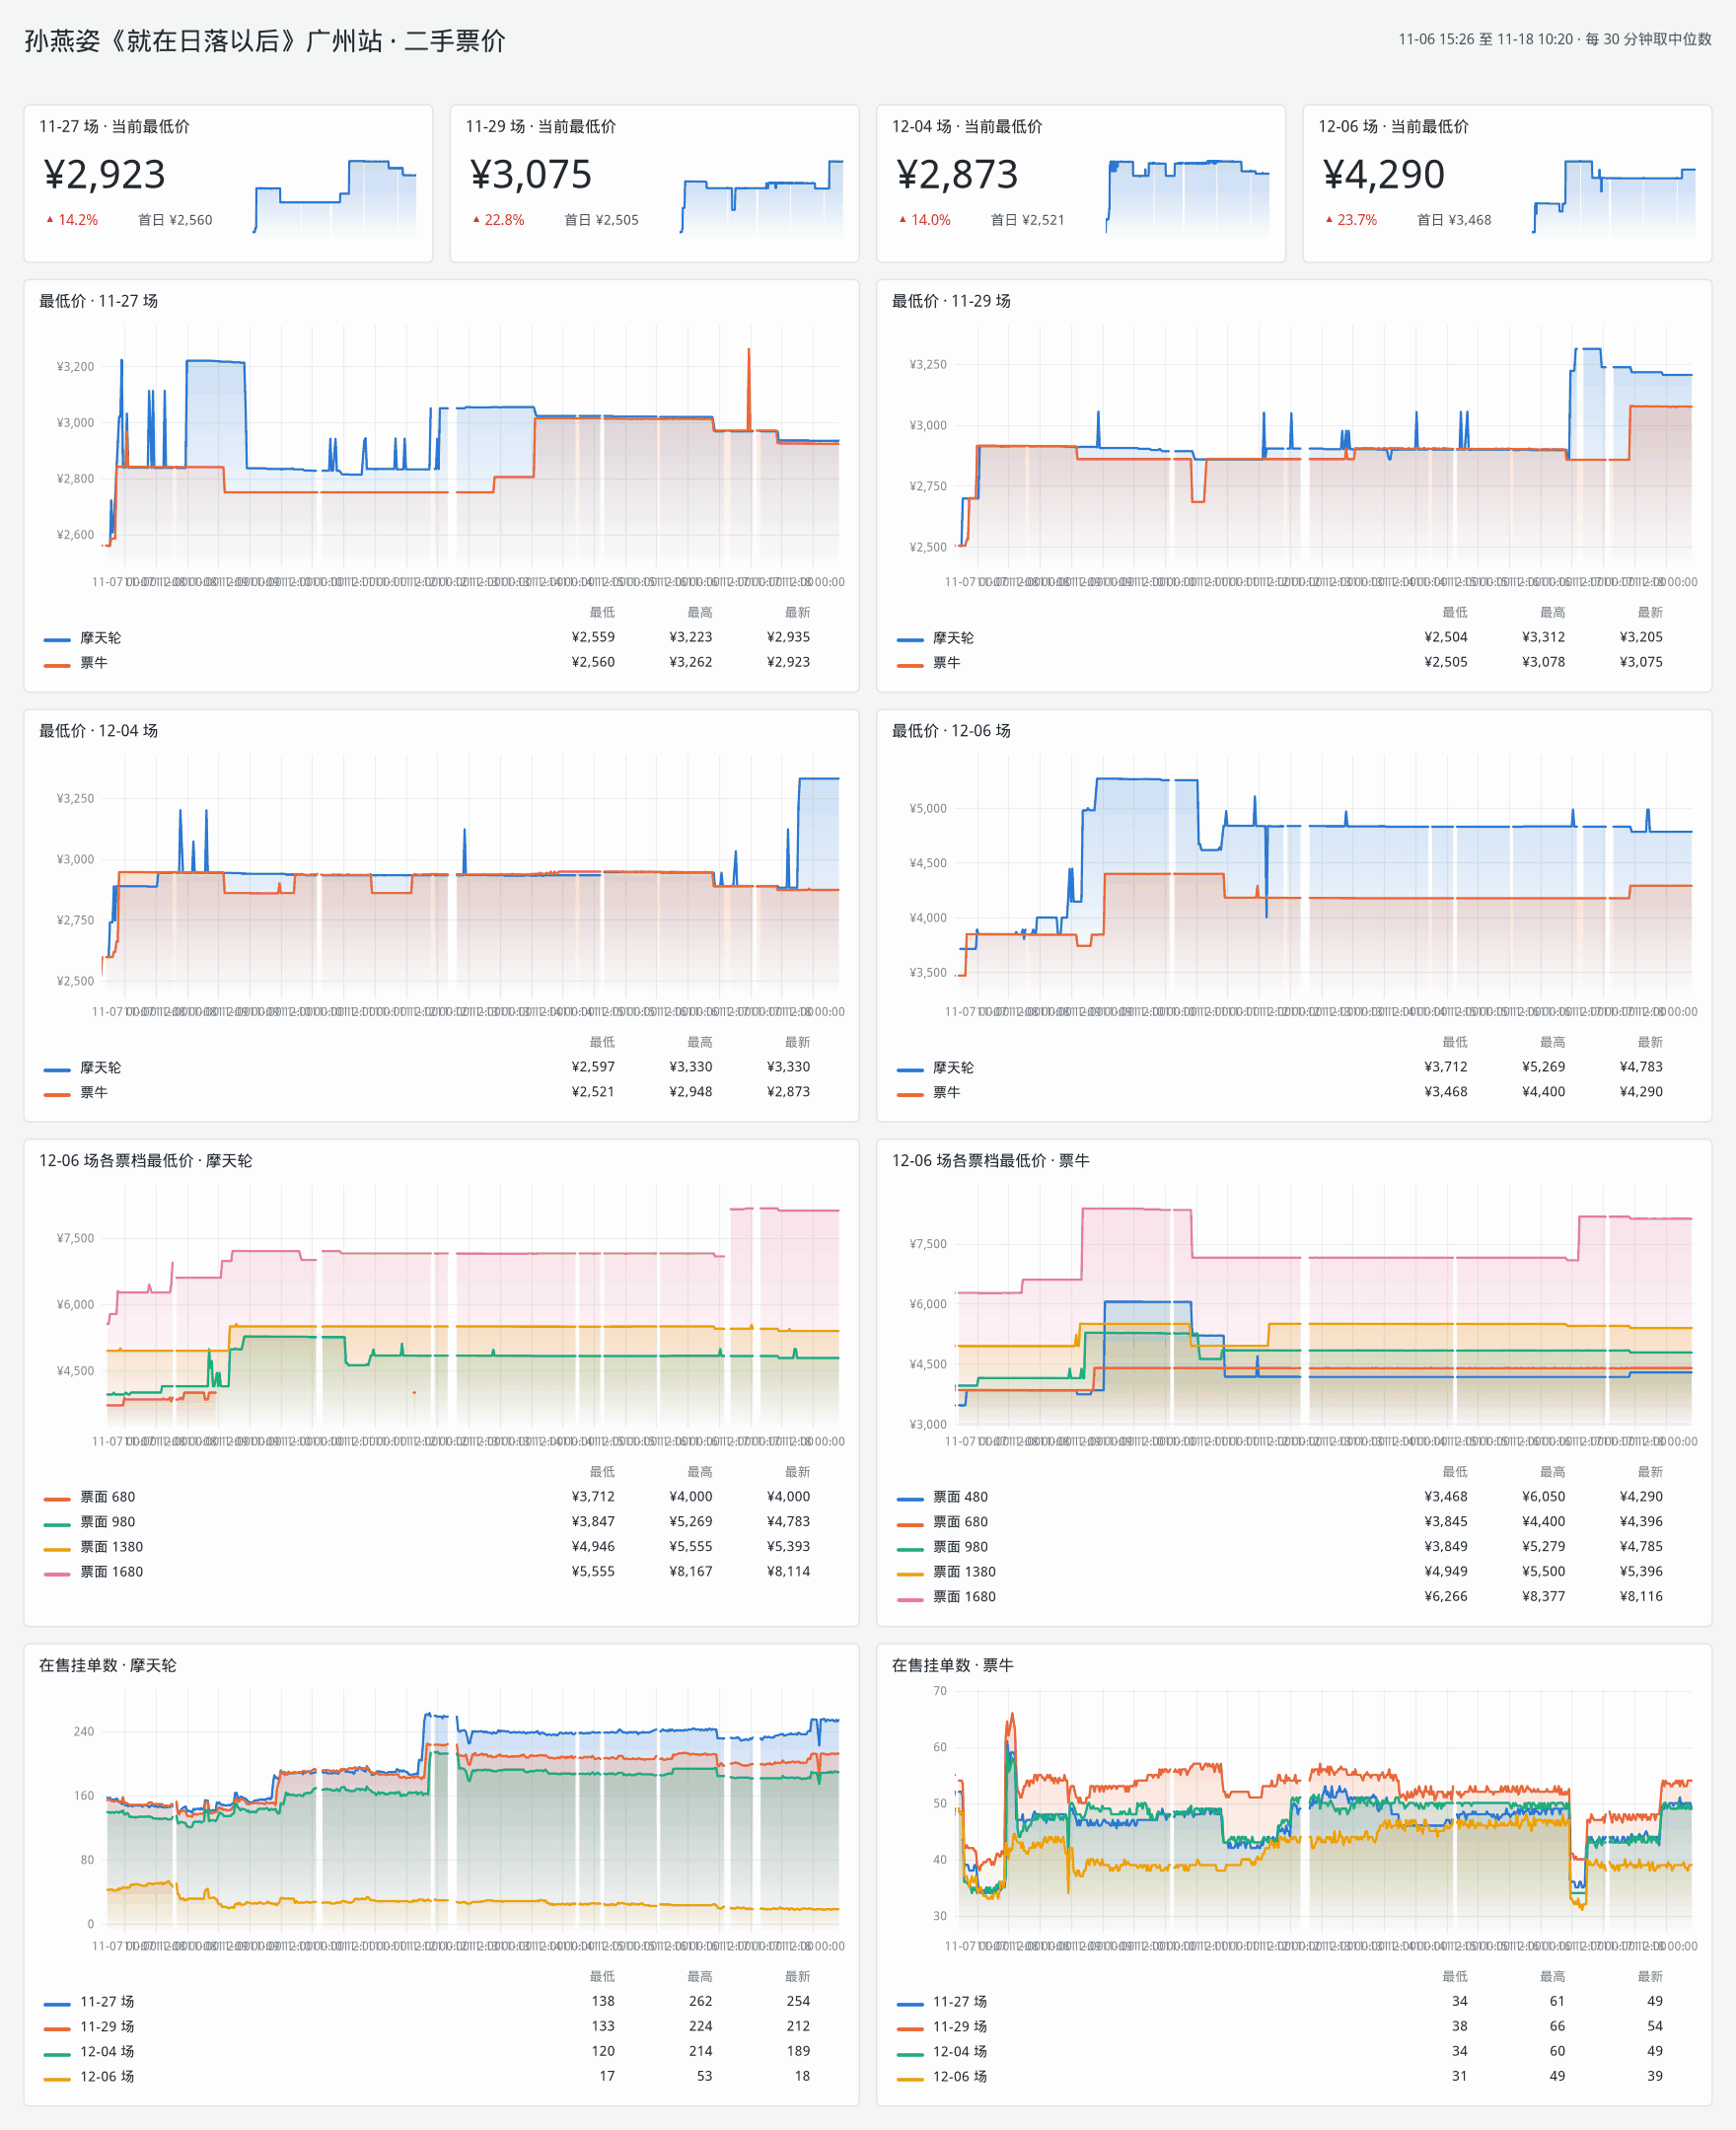 孙燕姿《就在日落以后》广州站 · 二手票价
11-06 15:26 至 11-18 10:20 · 每 30 分钟取中位数
11-27 场 · 当前最低价
¥2,923
▲ 14.2% 首日 ¥2,560
11-29 场 · 当前最低价
¥3,075
▲ 22.8% 首日 ¥2,505
12-04 场 · 当前最低价
¥2,873
▲ 14.0% 首日 ¥2,521
12-06 场 · 当前最低价
¥4,290
▲ 23.7% 首日 ¥3,468
最低价 · 11-27 场
¥3,200
¥3,000
¥2,800
¥2,600
最低 最高 最新
摩天轮 ¥2,559 ¥3,223 ¥2,935
票牛 ¥2,560 ¥3,262 ¥2,923
最低价 · 11-29 场
¥3,250
¥3,000
¥2,750
¥2,500
最低 最高 最新
摩天轮 ¥2,504 ¥3,312 ¥3,205
票牛 ¥2,505 ¥3,078 ¥3,075
最低价 · 12-04 场
¥3,250
¥3,000
¥2,750
¥2,500
最低 最高 最新
摩天轮 ¥2,597 ¥3,330 ¥3,330
票牛 ¥2,521 ¥2,948 ¥2,873
最低价 · 12-06 场
¥5,000
¥4,500
¥4,000
¥3,500
最低 最高 最新
摩天轮 ¥3,712 ¥5,269 ¥4,783
票牛 ¥3,468 ¥4,400 ¥4,290
12-06 场各票档最低价 · 摩天轮
¥7,500
¥6,000
¥4,500
最低 最高 最新
票面 680 ¥3,712 ¥4,000 ¥4,000
票面 980 ¥3,847 ¥5,269 ¥4,783
票面 1380 ¥4,946 ¥5,555 ¥5,393
票面 1680 ¥5,555 ¥8,167 ¥8,114
12-06 场各票档最低价 · 票牛
¥7,500
¥6,000
¥4,500
¥3,000
最低 最高 最新
票面 480 ¥3,468 ¥6,050 ¥4,290
票面 680 ¥3,845 ¥4,400 ¥4,396
票面 980 ¥3,849 ¥5,279 ¥4,785
票面 1380 ¥4,949 ¥5,500 ¥5,396
票面 1680 ¥6,266 ¥8,377 ¥8,116
在售挂单数 · 摩天轮
240
160
80
0
最低 最高 最新
11-27 场 138 262 254
11-29 场 133 224 212
12-04 场 120 214 189
12-06 场 17 53 18
在售挂单数 · 票牛
70
60
50
40
30
最低 最高 最新
11-27 场 34 61 49
11-29 场 38 66 54
12-04 场 34 60 49
12-06 场 31 49 39